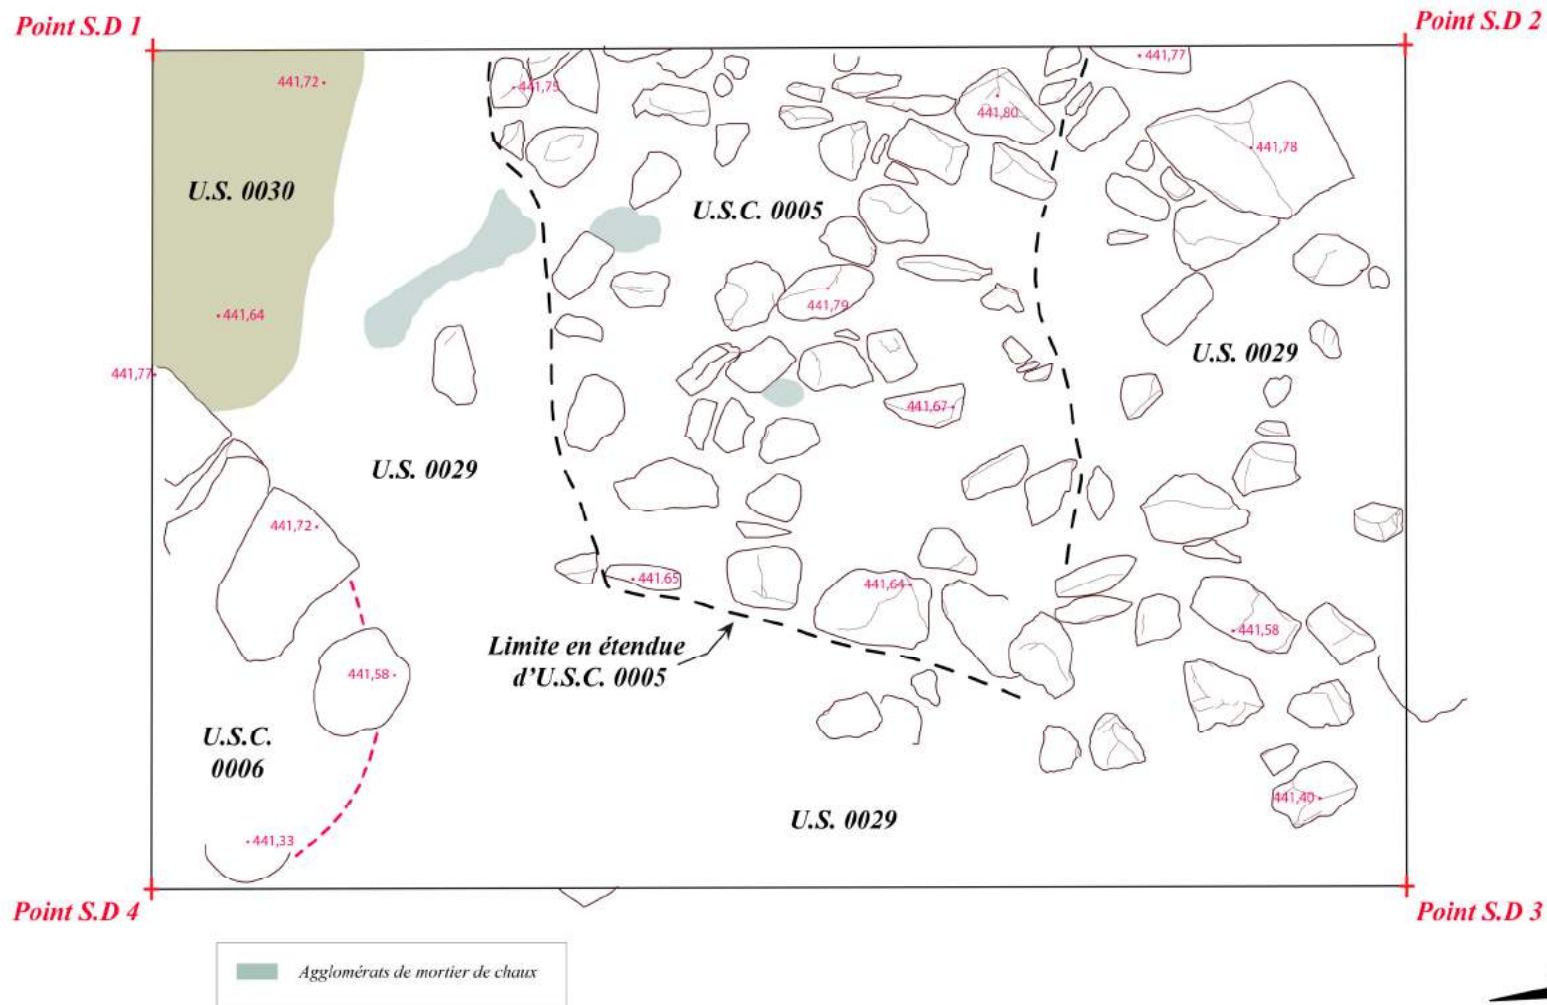 Point S.D 1
Point S.D 2
441,77
441,72
441,75
441,80
441,78
U.S. 0030
U.S.C. 0005
441,79
441,64
U.S. 0029
441,77
441,67
U.S. 0029
441,72
441.65
441,64
441,58
Limite en étendue
d'U.S.C. 0005
441,58
U.S.C.
0006
441,40
U.S. 0029
441,33
Point S.D 4
Point S.D 3
Agglomérats de mortier de chaux